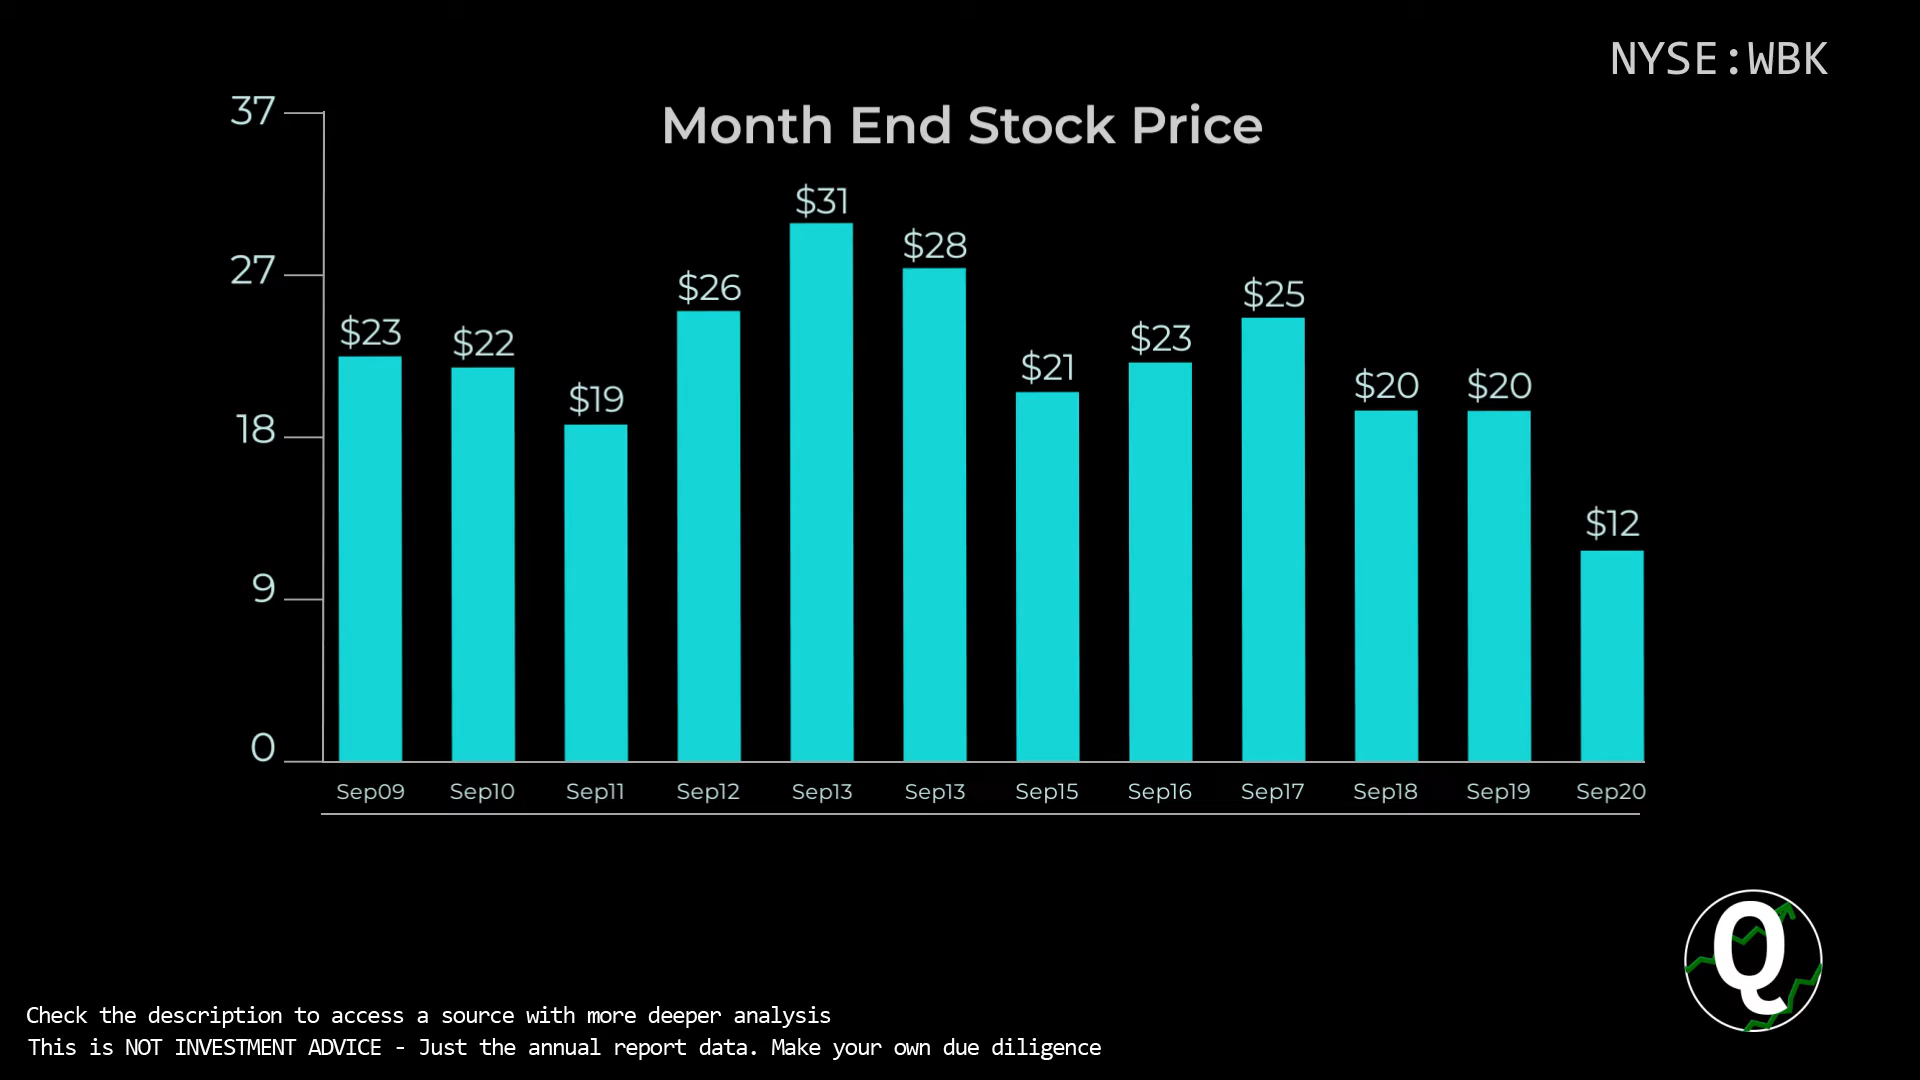 NYSE:WBK
Month End Stock Price
37
27
18
9
0
$23
$22
$19
$26
$31
$28
$21
$23
$25
$20
$20
$12
Sep09 Sep10 Sep11 Sep12 Sep13 Sep13 Sep15 Sep16 Sep17 Sep18 Sep19 Sep20
Q
Check the description to access a source with more deeper analysis
This is NOT INVESTMENT ADVICE - Just the annual report data. Make your own due diligence